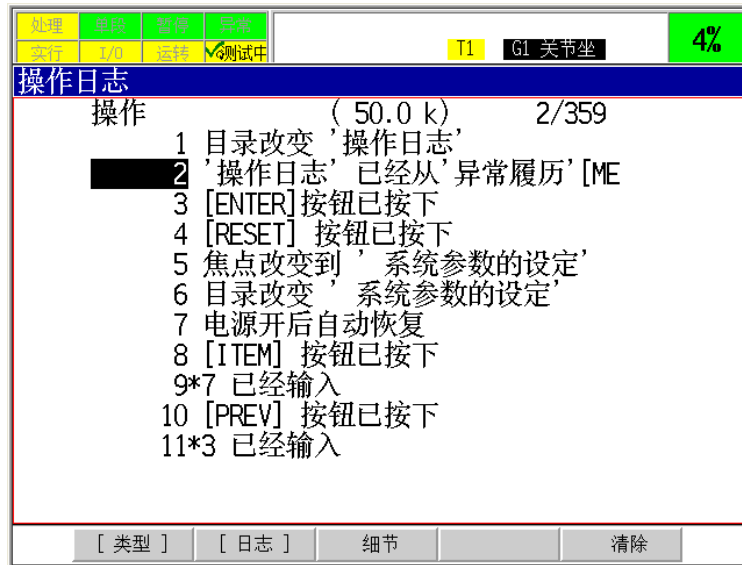 处理 单段 暂停 异常
实行 I/O 运转 测试中 T1 G1 关节坐 4%
操作日志
操作 ( 50.0 k) 2/359
1 目录改变 '操作日志'
2 '操作日志' 已经从'异常履历'[ME
3 [ENTER]按钮已按下
4 [RESET] 按钮已按下
5 焦点改变到 ' 系统参数的设定'
6 目录改变 ' 系统参数的设定'
7 电源开后自动恢复
8 [ITEM] 按钮已按下
9*7 已经输入
10 [PREV] 按钮已按下
11*3 已经输入
[ 类型 ] [ 日志 ] 细节 清除